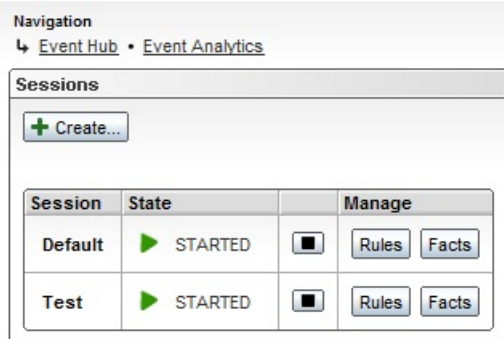 Navigation
Event Hub • Event Analytics
Sessions
Create...
Session State Manage
Default STARTED Rules Facts
Test STARTED Rules Facts